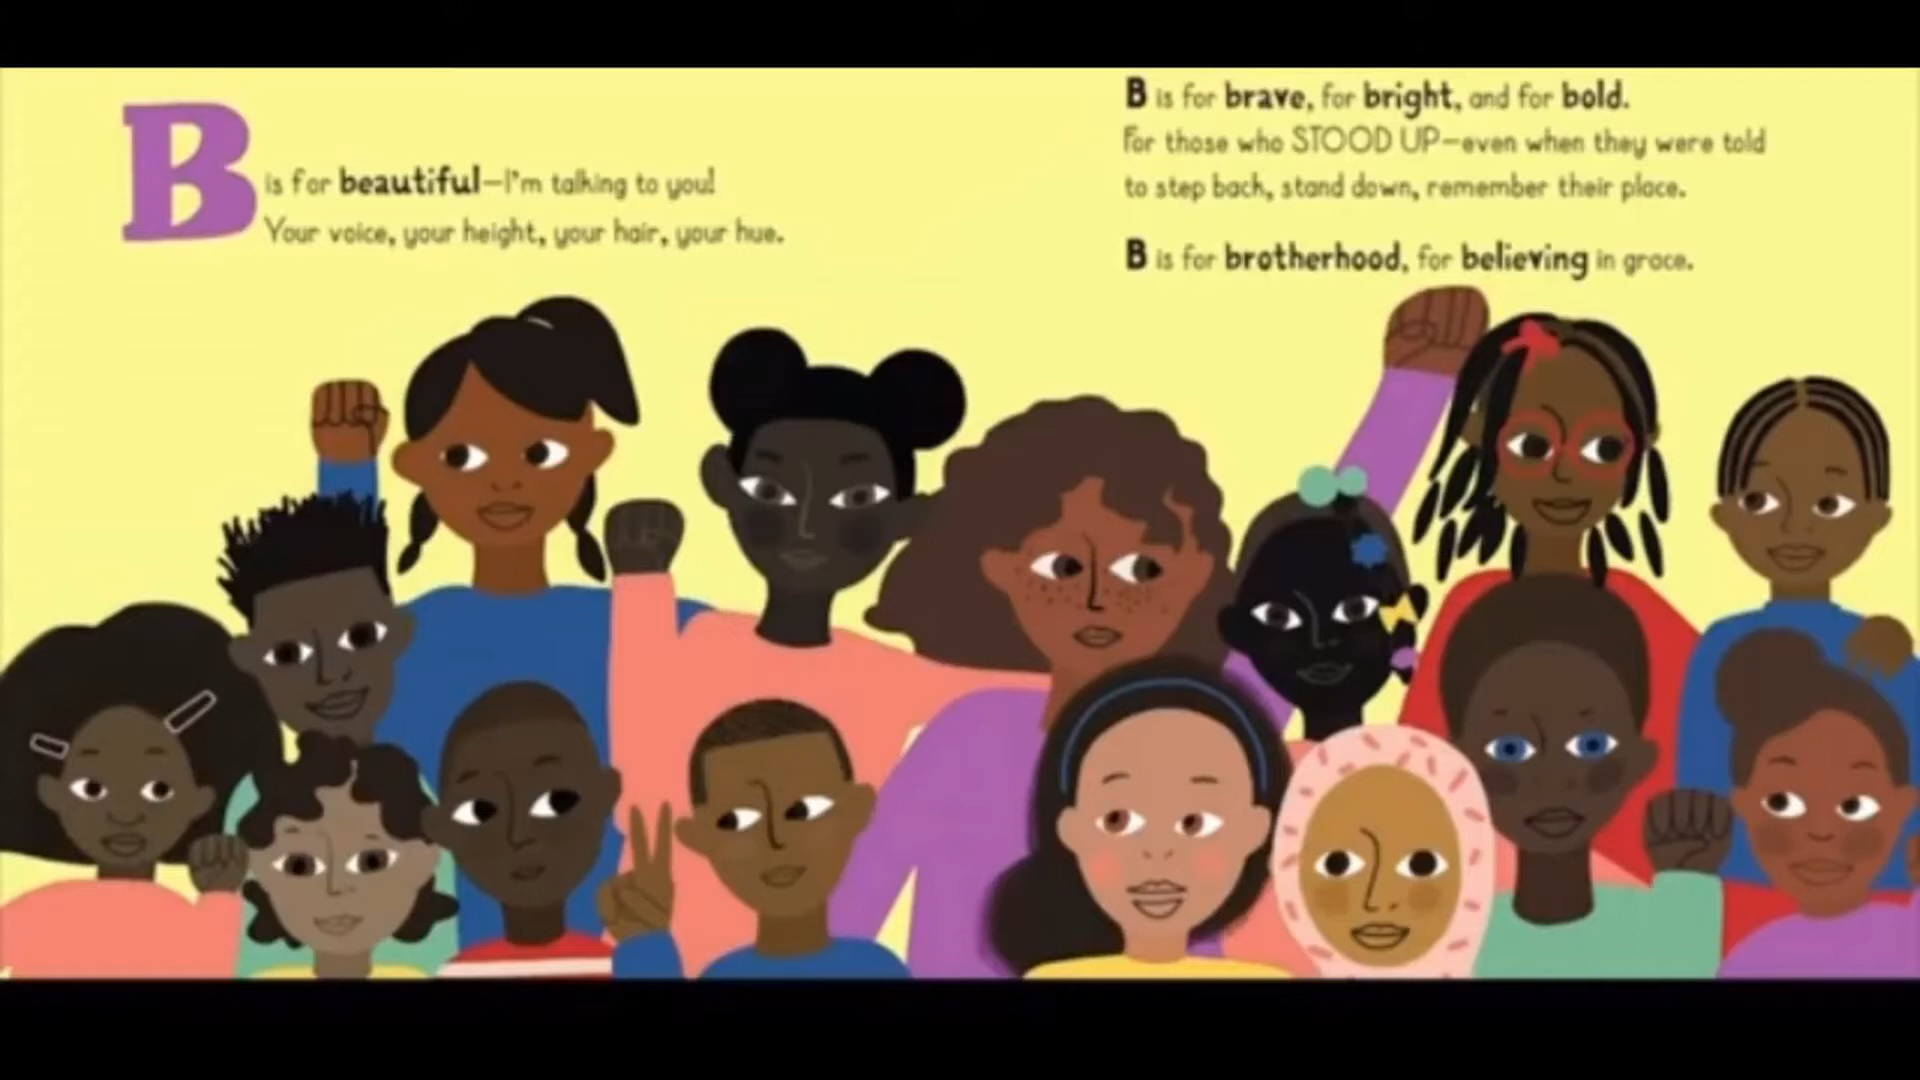 B is for beautiful—I'm talking to you!
Your voice, your height, your hair, your hue.
B is for brave, for bright, and for bold.
For those who STOOD UP—even when they were told
to step back, stand down, remember their place.
B is for brotherhood, for believing in grace.